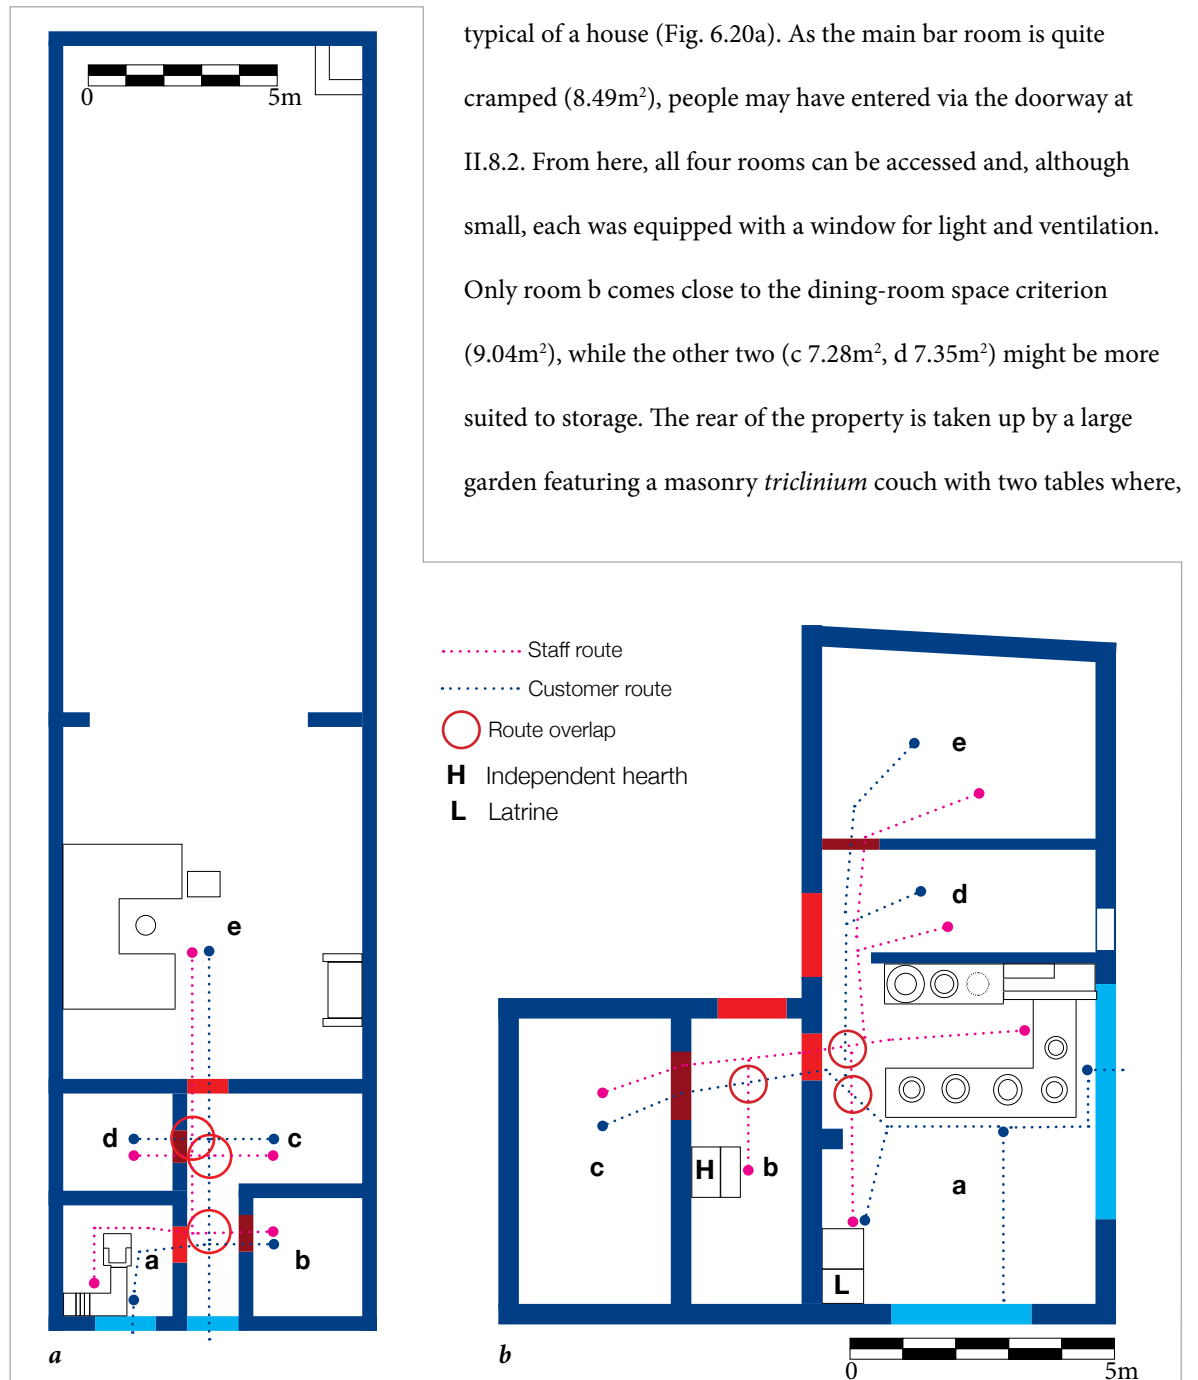 typical of a house (Fig. 6.20a). As the main bar room is quite
cramped (8.49m²), people may have entered via the doorway at
II.8.2. From here, all four rooms can be accessed and, although
small, each was equipped with a window for light and ventilation.
Only room b comes close to the dining-room space criterion
(9.04m²), while the other two (c 7.28m², d 7.35m²) might be more
suited to storage. The rear of the property is taken up by a large
garden featuring a masonry triclinium couch with two tables where,
0 5m
e
d c
a b
a
Staff route
Customer route
Route overlap
H Independent hearth
L Latrine
e
d
c
H b
a
L
b
0 5m